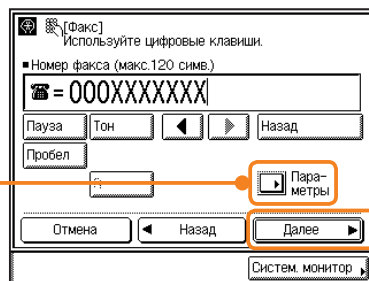 [Факс]
Используйте цифровые клавиши.
■Номер факса (макс.120 симв.)
☎= 000XXXXXXX
Пауза Тон ◀ ▶ Назад
Пробел
Пара-
метры
Отмена ◀ Назад Далее ▶
Систем. монитор